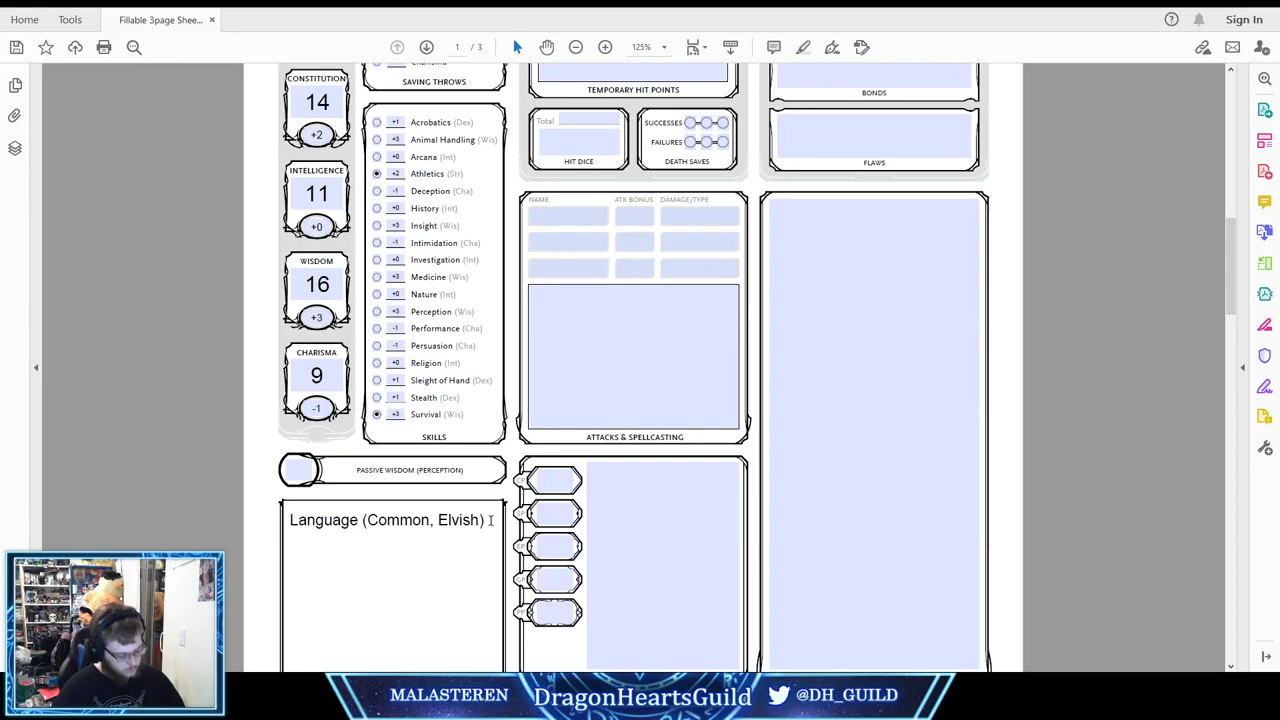 Home Tools Fillable 3page Shee... × Sign In
1 / 3 125%
CONSTITUTION
14
+2
INTELLIGENCE
11
+0
WISDOM
16
+3
CHARISMA
9
-1
SAVING THROWS
+1 Acrobatics (Dex)
+3 Animal Handling (Wis)
+0 Arcana (Int)
+2 Athletics (Str)
-1 Deception (Cha)
+0 History (Int)
+3 Insight (Wis)
-1 Intimidation (Cha)
+0 Investigation (Int)
+3 Medicine (Wis)
+0 Nature (Int)
+3 Perception (Wis)
-1 Performance (Cha)
-1 Persuasion (Cha)
+0 Religion (Int)
+1 Sleight of Hand (Dex)
+1 Stealth (Dex)
+3 Survival (Wis)
SKILLS
PASSIVE WISDOM (PERCEPTION)
Language (Common, Elvish)
TEMPORARY HIT POINTS
Total
HIT DICE
SUCCESSES
FAILURES
DEATH SAVES
NAME ATK BONUS DAMAGE/TYPE
ATTACKS & SPELLCASTING
CP
SP
EP
GP
PP
BONDS
FLAWS
MALASTEREN DragonHeartsGuild @DH_GUILD